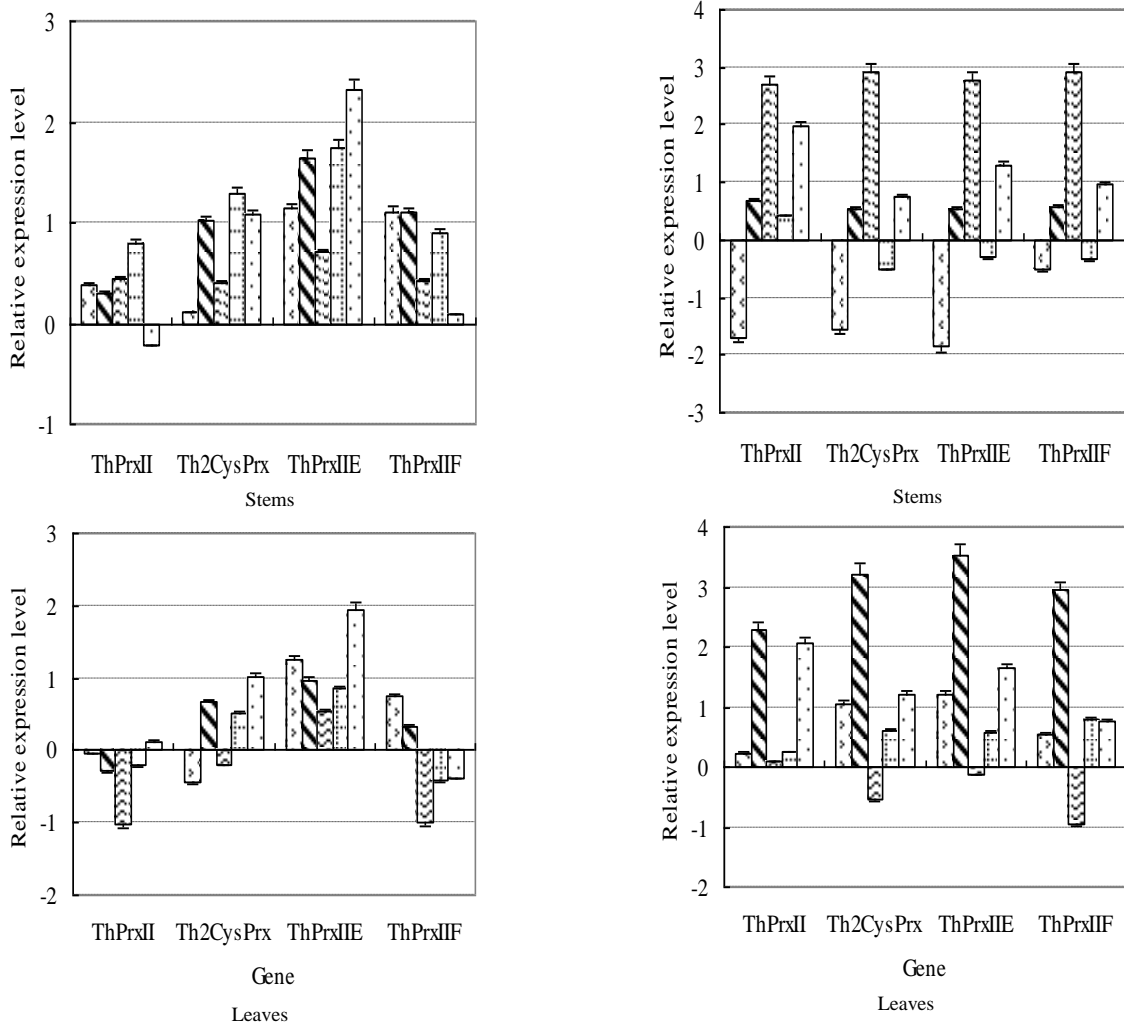 3
2
1
0
-1
Relative expression level
ThPrxII Th2CysPrx ThPrxIIE ThPrxIIF
Stems
4
3
2
1
0
-1
-2
-3
Relative expression level
ThPrxII Th2CysPrx ThPrxIIE ThPrxIIF
Stems
3
2
1
0
-1
-2
Relative expression level
ThPrxII Th2CysPrx ThPrxIIE ThPrxIIF
Gene
Leaves
4
3
2
1
0
-1
-2
Relative expression level
ThPrxII Th2CysPrx ThPrxIIE ThPrxIIF
Gene
Leaves